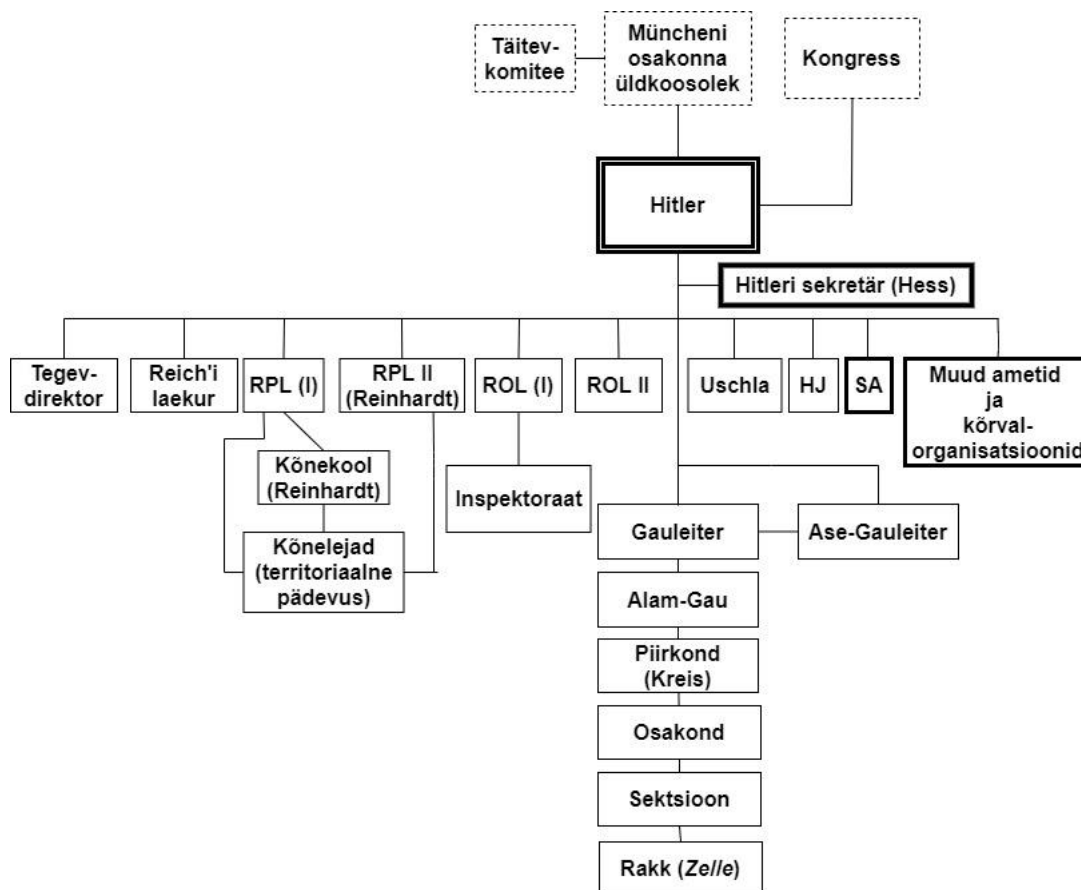 Täitev-
komitee
Müncheni
osakonna
üldkoosolek
Kongress
Hitler
Hitleri sekretär (Hess)
Tegev-
direktor
Reich'i
laekur
RPL (I)
RPL II
(Reinhardt)
ROL (I)
ROL II
Uschla
HJ
SA
Muud ametid
ja
kõrval-
organisatsioonid
Kõnekool
(Reinhardt)
Inspektoraat
Kõnelejad
(territoriaalne
pädevus)
Gauleiter
Ase-Gauleiter
Alam-Gau
Piirkond
(Kreis)
Osakond
Sektsioon
Rakk (Zelle)